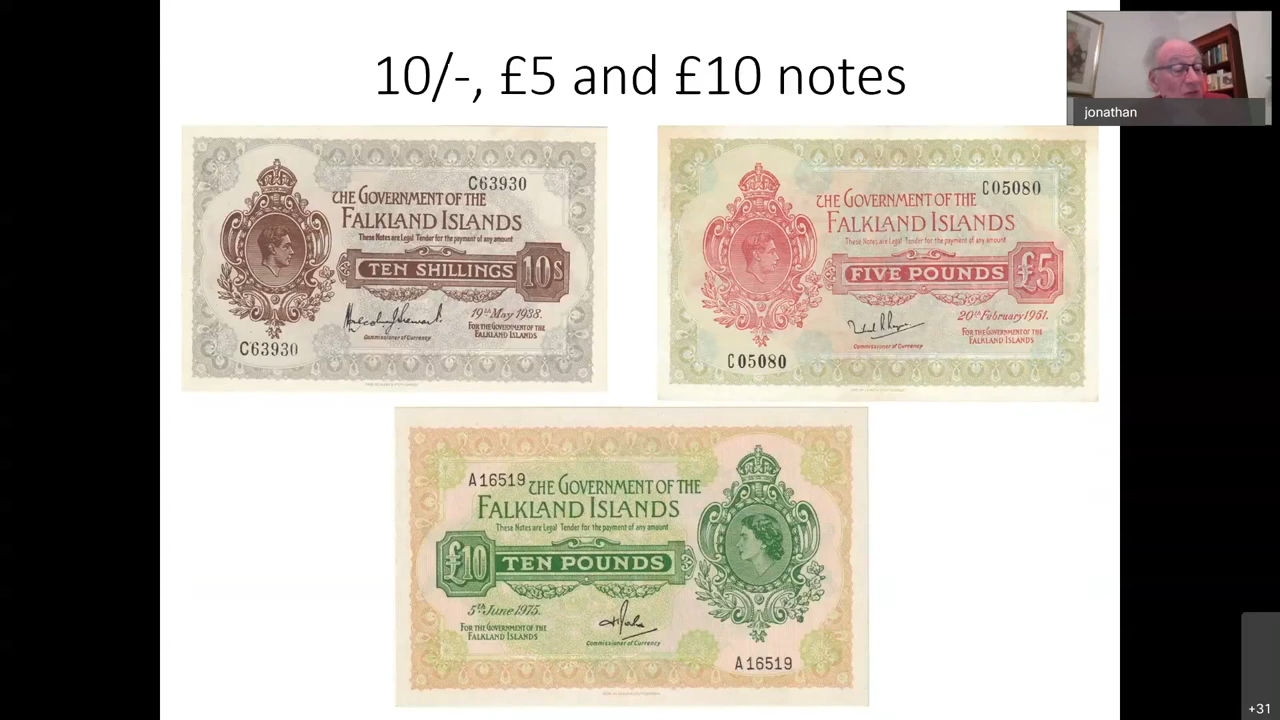 10/-, £5 and £10 notes
jonathan
C63930
THE GOVERNMENT OF THE
FALKLAND ISLANDS
These Notes are Legal Tender for the payment of any amount
TEN SHILLINGS 10s
19th May 1938.
Commissioner of Currency
FOR THE GOVERNMENT OF THE
FALKLAND ISLANDS
C63930
C05080
THE GOVERNMENT OF THE
FALKLAND ISLANDS
These Notes are Legal Tender for the payment of any amount
FIVE POUNDS £5
20th February 1951.
Commissioner of Currency
FOR THE GOVERNMENT OF THE
FALKLAND ISLANDS
C05080
A16519
THE GOVERNMENT OF THE
FALKLAND ISLANDS
These Notes are Legal Tender for the payment of any amount
£10 TEN POUNDS
5th June 1975.
FOR THE GOVERNMENT OF THE
FALKLAND ISLANDS
Commissioner of Currency
A16519
+31